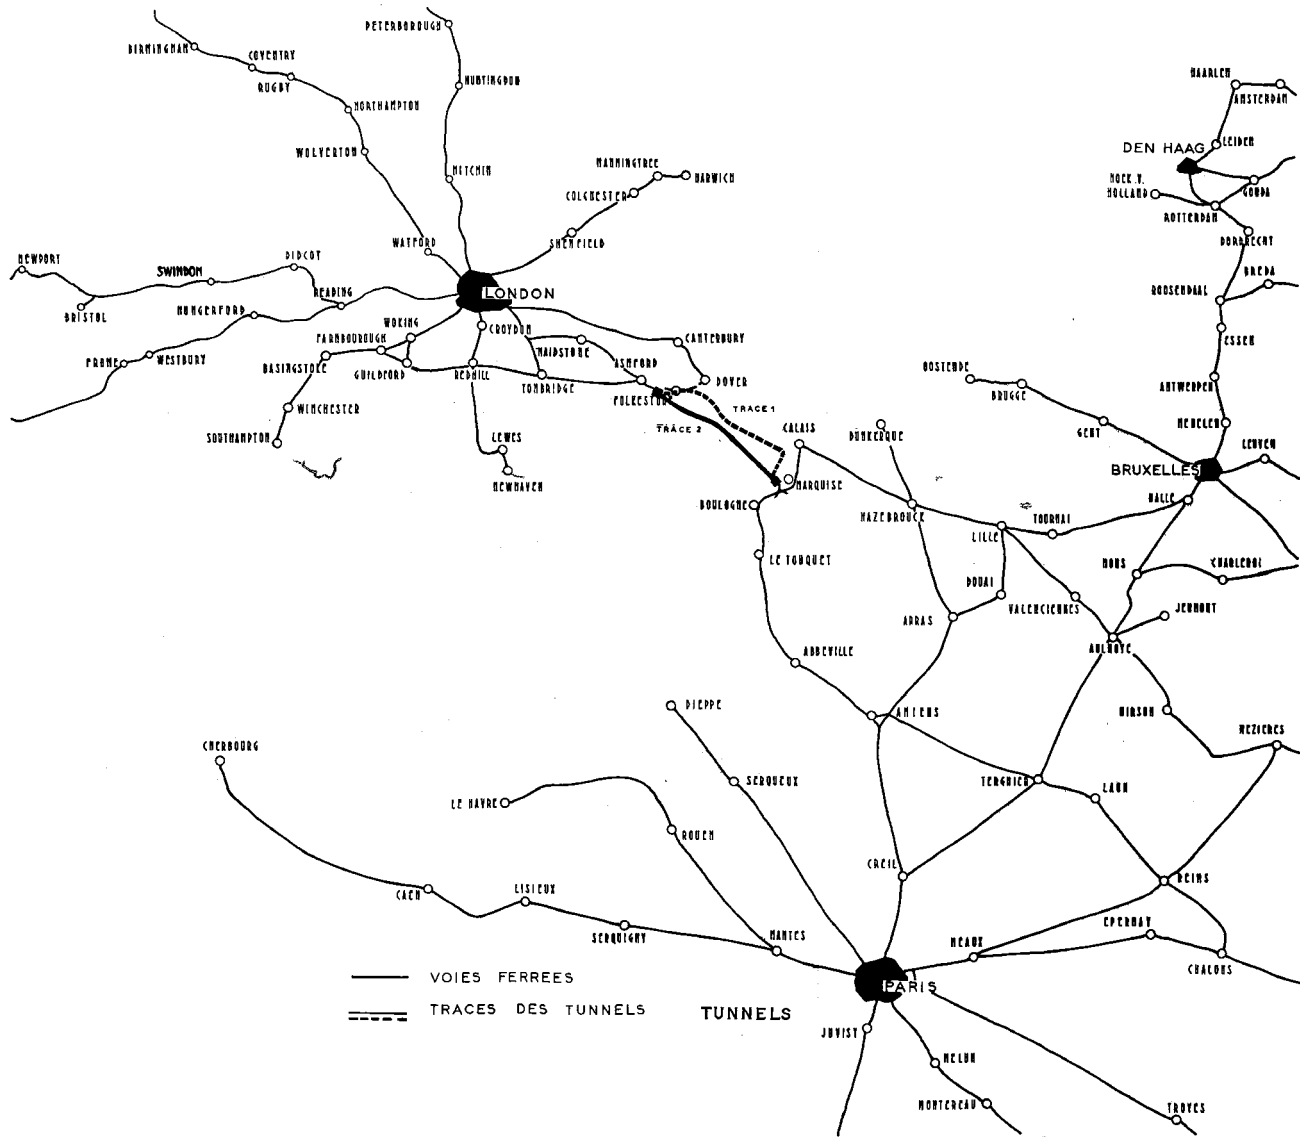 PETERBOROUGH
BIRMINGHAM
COVENTRY
RUGBY
HUNTINGDON
NORTHAMPTON
WOLVERTON
HITCHIN
MANNINGTREE
HARWICH
COLCHESTER
SHENFIELD
WATFORD
HAARLEM
AMSTERDAM
LEIDEN
DEN HAAG
HOEK.V.
HOLLAND
GOUDA
ROTTERDAM
DORDRECHT
BREDA
ROOSENDAAL
ESSEN
NEWPORT
SWINDON
DIDCOT
BRISTOL
HUNGERFORD
READING
LONDON
WOKING
CROYDON
FARNBOUROUGH
MAIDSTONE
CANTERBURY
FROME
WESTBURY
BASINGSTOKE
GUILDFORD
REDHILL
TONBRIDGE
ASHFORD
DOVER
FOLKESTONE
WINCHESTER
SOUTHAMPTON
LEWES
NEWHAVEN
TRACE 1
TRACE 2
CALAIS
DUNKERQUE
OOSTENDE
BRUGGE
GENT
ANTWERPEN
MECHELEN
LEUVEN
BRUXELLES
HALLE
MARQUISE
BOULOGNE
HAZEBROUCK
LILLE
TOURNAI
LE TOUQUET
DOUAI
VALENCIENNES
MONS
CHARLEROI
JEUMONT
ARRAS
AULNOYE
ABBEVILLE
HIRSON
MEZIERES
AMIENS
DIEPPE
CHERBOURG
SERQUEUX
TERGNIER
LAON
LE HAVRE
ROUEN
CREIL
REIMS
CAEN
LISIEUX
SERQUIGNY
MANTES
MEAUX
EPERNAY
CHALONS
PARIS
VOIES FERREES
TRACES DES TUNNELS
TUNNELS
JUVISY
MELUN
MONTEREAU
TROYES